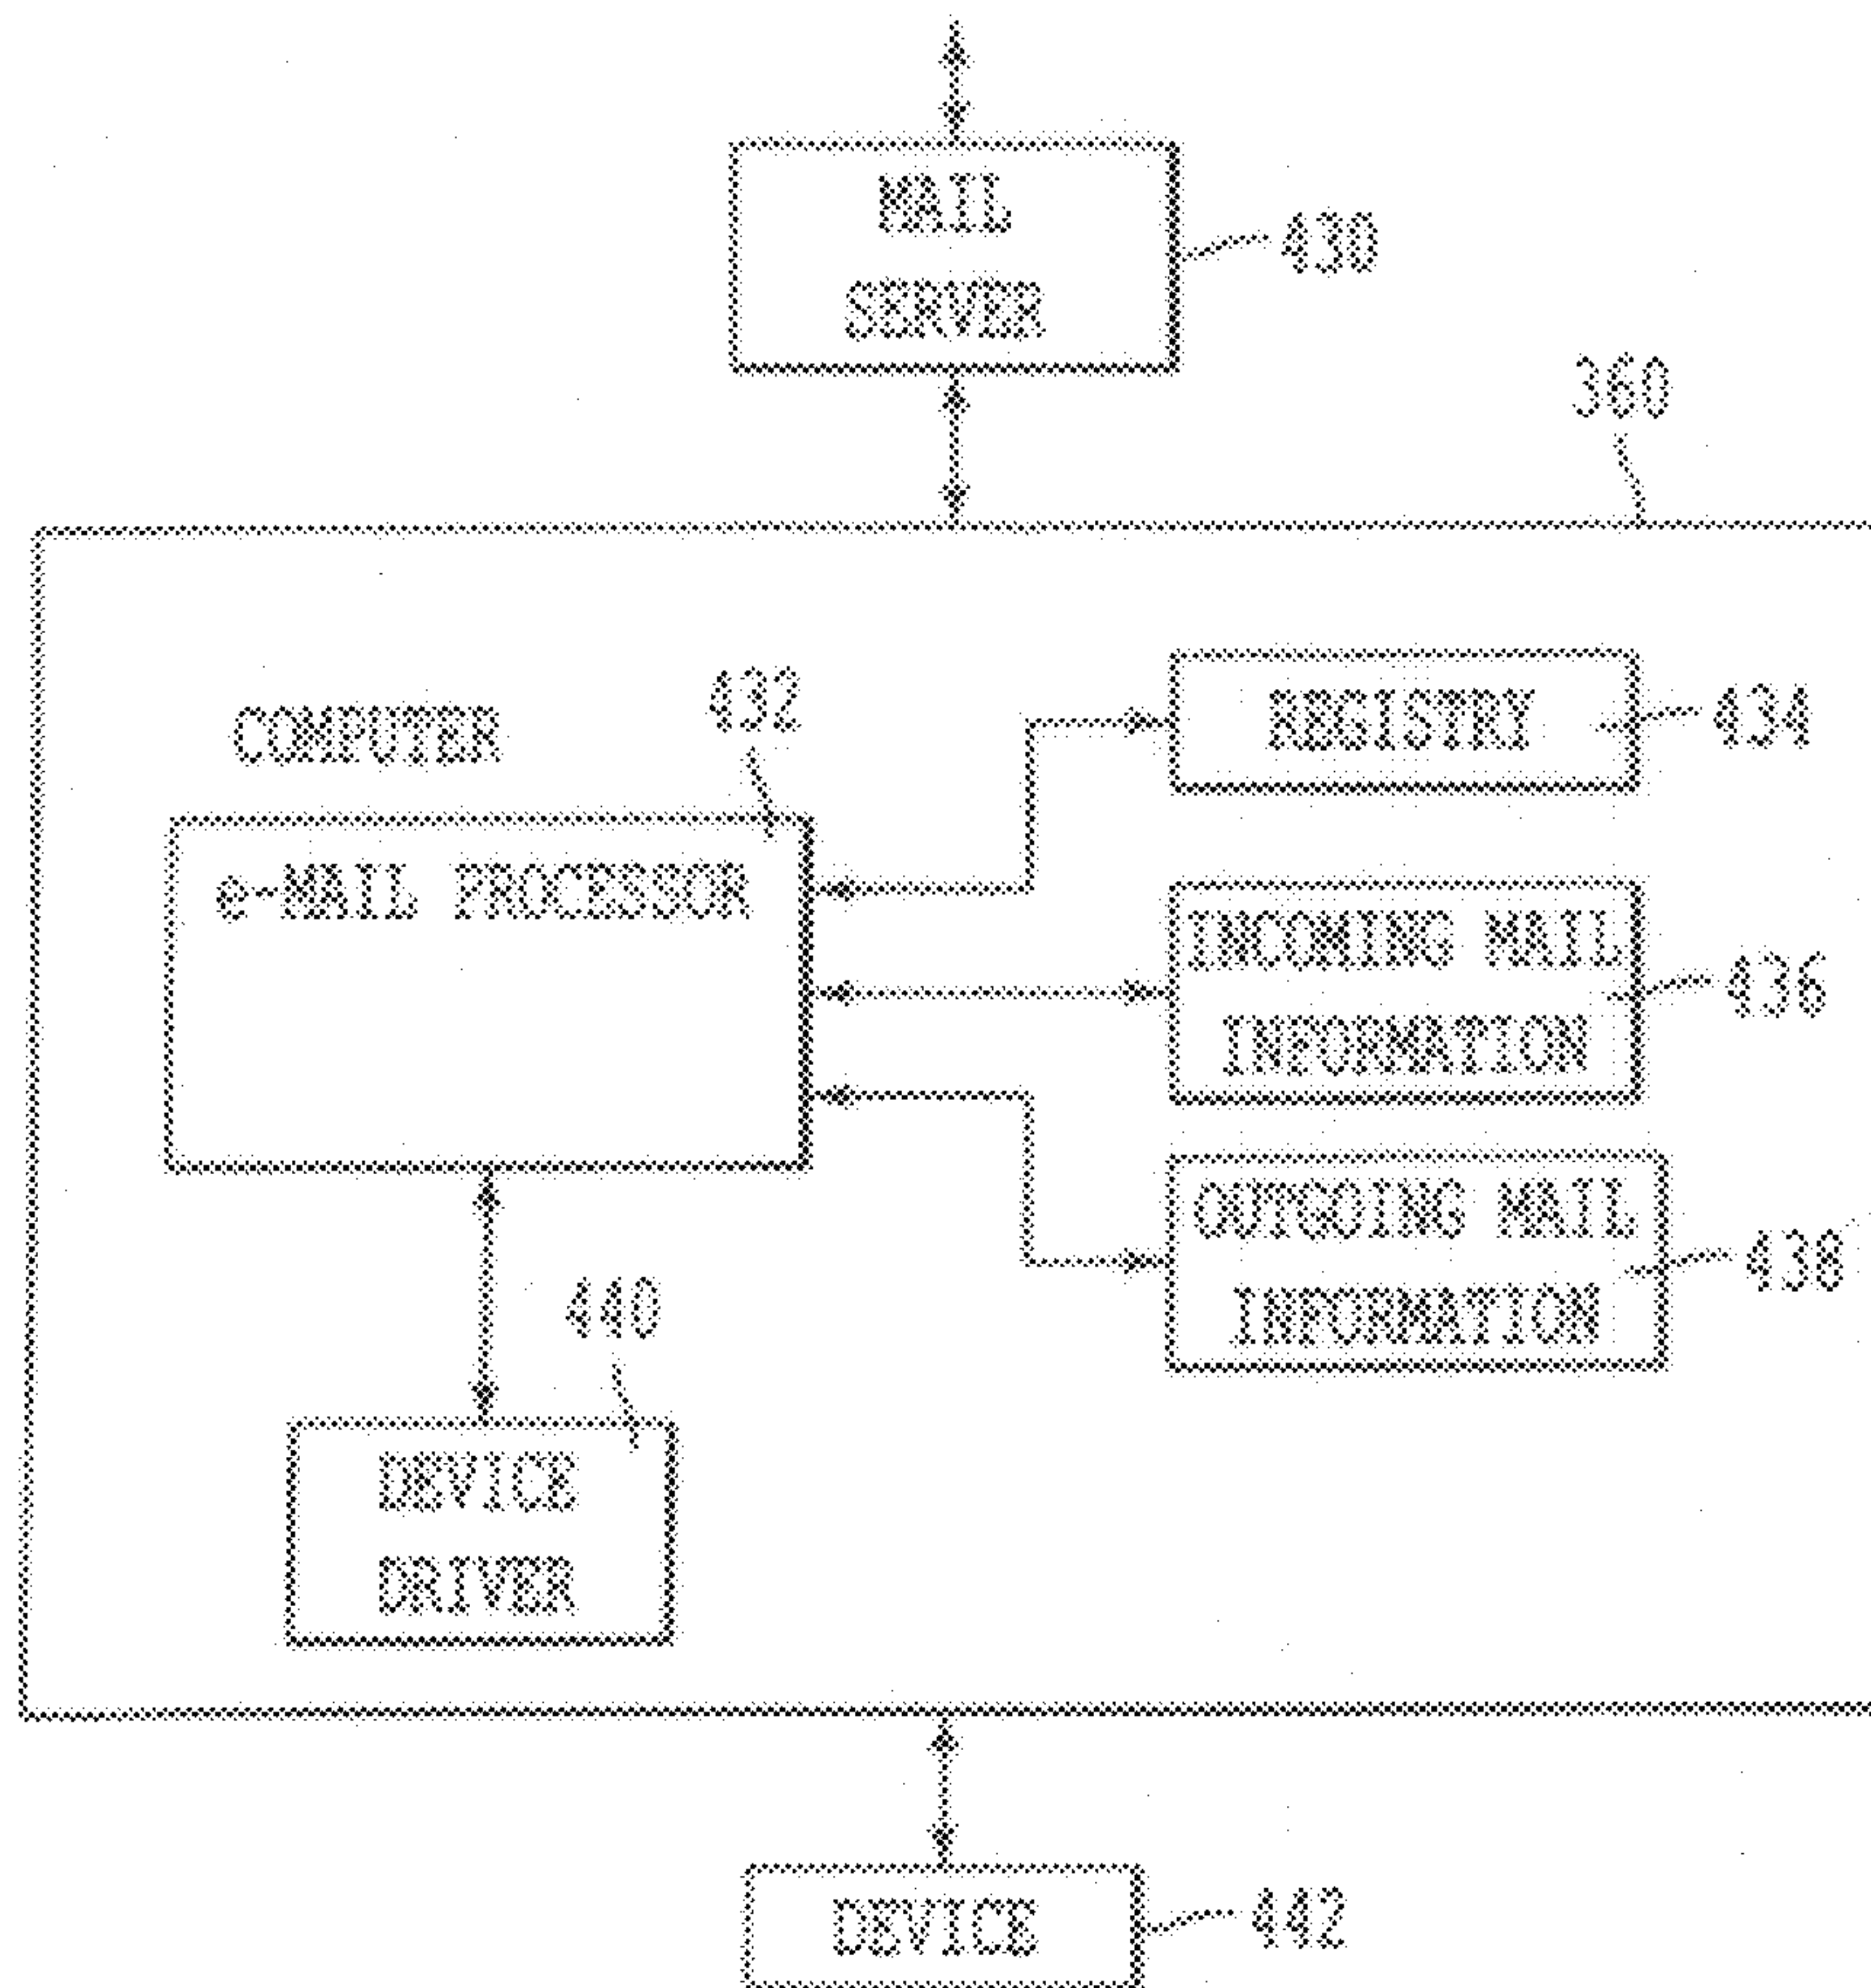 MAIL
SERVER
430
360
COMPUTER
432
REGISTRY
434
e-MAIL PROCESSOR
INCOMING MAIL
INFORMATION
436
OUTGOING MAIL
INFORMATION
438
440
DEVICE
DRIVER
DEVICE
442